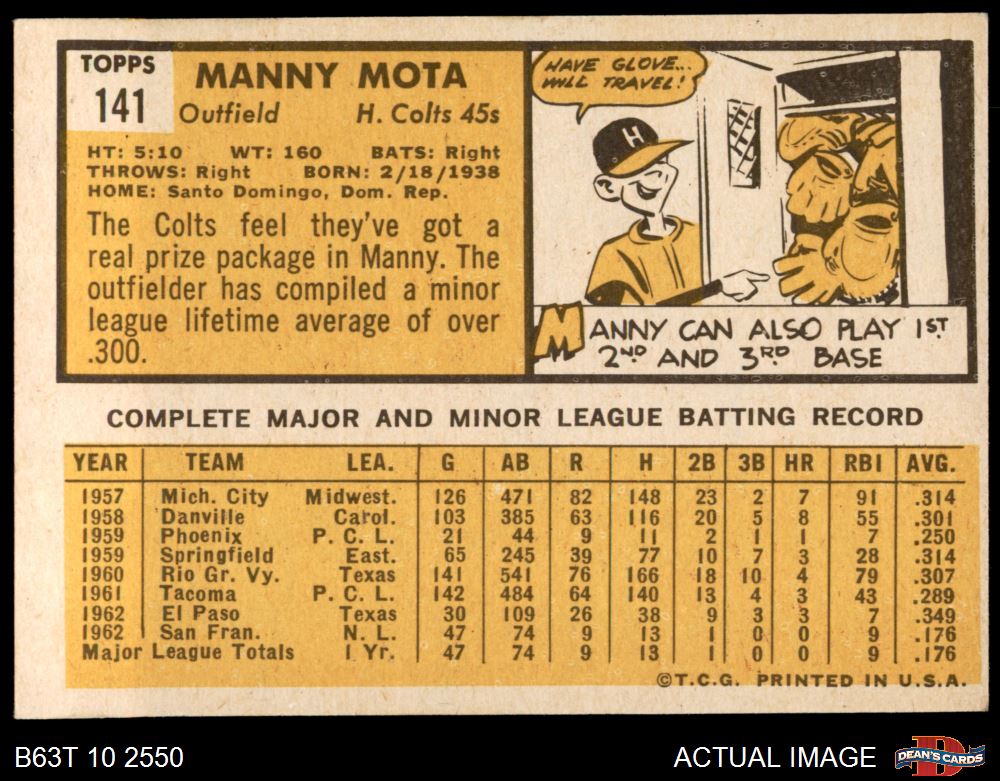 TOPPS
141
MANNY MOTA
Outfield H. Colts 45s
HT: 5:10 WT: 160 BATS: Right
THROWS: Right BORN: 2/18/1938
HOME: Santo Domingo, Dom. Rep.
The Colts feel they've got a
real prize package in Manny. The
outfielder has compiled a minor
league lifetime average of over
.300.
HAVE GLOVE...
WILL TRAVEL!
H
MANNY CAN ALSO PLAY 1ST
2ND AND 3RD BASE
COMPLETE MAJOR AND MINOR LEAGUE BATTING RECORD
YEAR TEAM LEA. G AB R H 2B 3B HR RBI AVG.
1957 Mich. City Midwest. 126 471 82 148 23 2 7 91 .314
1958 Danville Carol. 103 385 63 116 20 5 8 55 .301
1959 Phoenix P. C. L. 21 44 9 11 2 1 1 7 .250
1959 Springfield East. 65 245 39 77 10 7 3 28 .314
1960 Rio Gr. Vy. Texas 141 541 76 166 18 10 4 79 .307
1961 Tacoma P. C. L. 142 484 64 140 13 4 3 43 .289
1962 El Paso Texas 30 109 26 38 9 3 3 7 .349
1962 San Fran. N. L. 47 74 9 13 1 0 0 9 .176
Major League Totals 1 Yr. 47 74 9 13 1 0 0 9 .176
©T.C.G. PRINTED IN U.S.A.
B63T 10 2550 ACTUAL IMAGE
D
DEAN'S CARDS